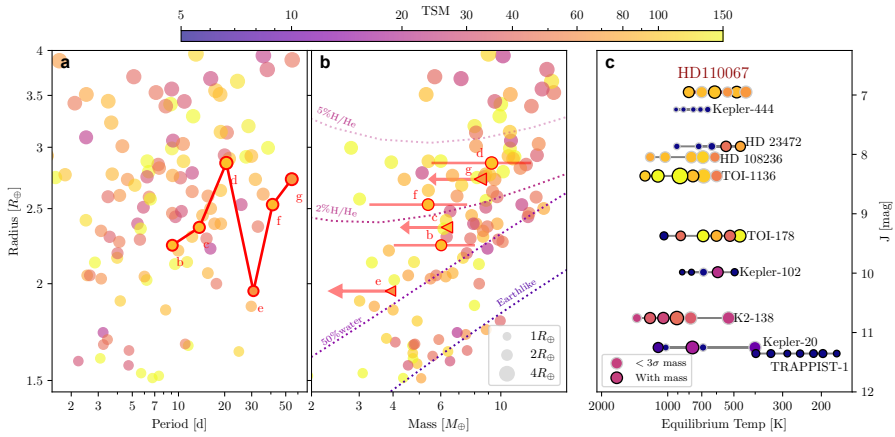 TSM
5 10 20 30 40 50 60 80 100 150
a
Radius [R⊕]
4
3.5
3
2.5
2
1.5
b
c
d
e
f
g
2 3 4 6 10 20 30 50
Period [d]
b
5%H/He
2%H/He
50%water
Earthlike
d
g
f
c
b
e
1R⊕
2R⊕
4R⊕
2 4 6 10
Mass [M⊕]
c
HD110067
Kepler-444
HD 23472
HD 108236
TOI-1136
TOI-178
Kepler-102
K2-138
Kepler-20
TRAPPIST-1
< 3σ mass
With mass
7
8
9
10
11
12
J [mag]
2000 1000 700 500 200
Equilibrium Temp [K]